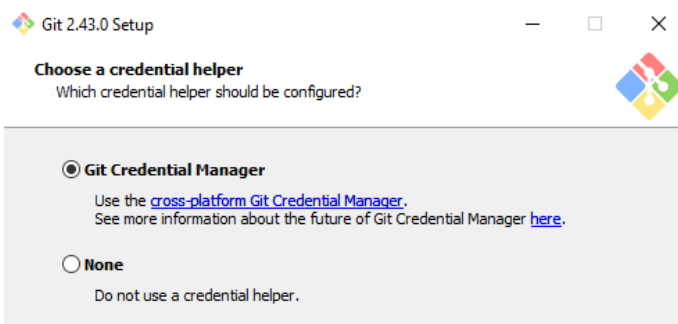 Git 2.43.0 Setup
Choose a credential helper
Which credential helper should be configured?
Git Credential Manager
Use the cross-platform Git Credential Manager.
See more information about the future of Git Credential Manager here.
None
Do not use a credential helper.